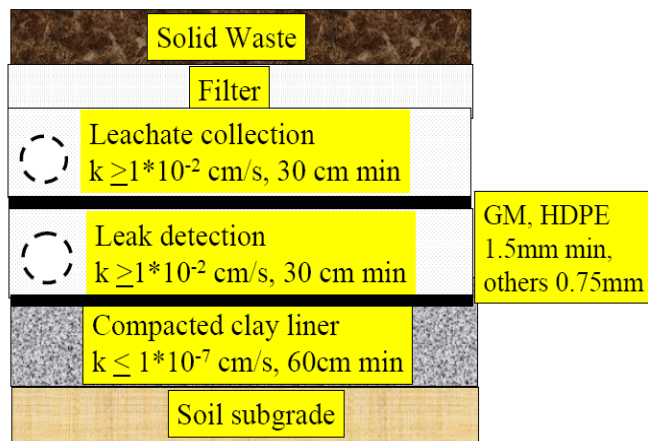 Solid Waste
Filter
Leachate collection
k ≥1*10⁻² cm/s, 30 cm min
Leak detection
k ≥1*10⁻² cm/s, 30 cm min
GM, HDPE
1.5mm min,
others 0.75mm
Compacted clay liner
k ≤ 1*10⁻⁷ cm/s, 60cm min
Soil subgrade